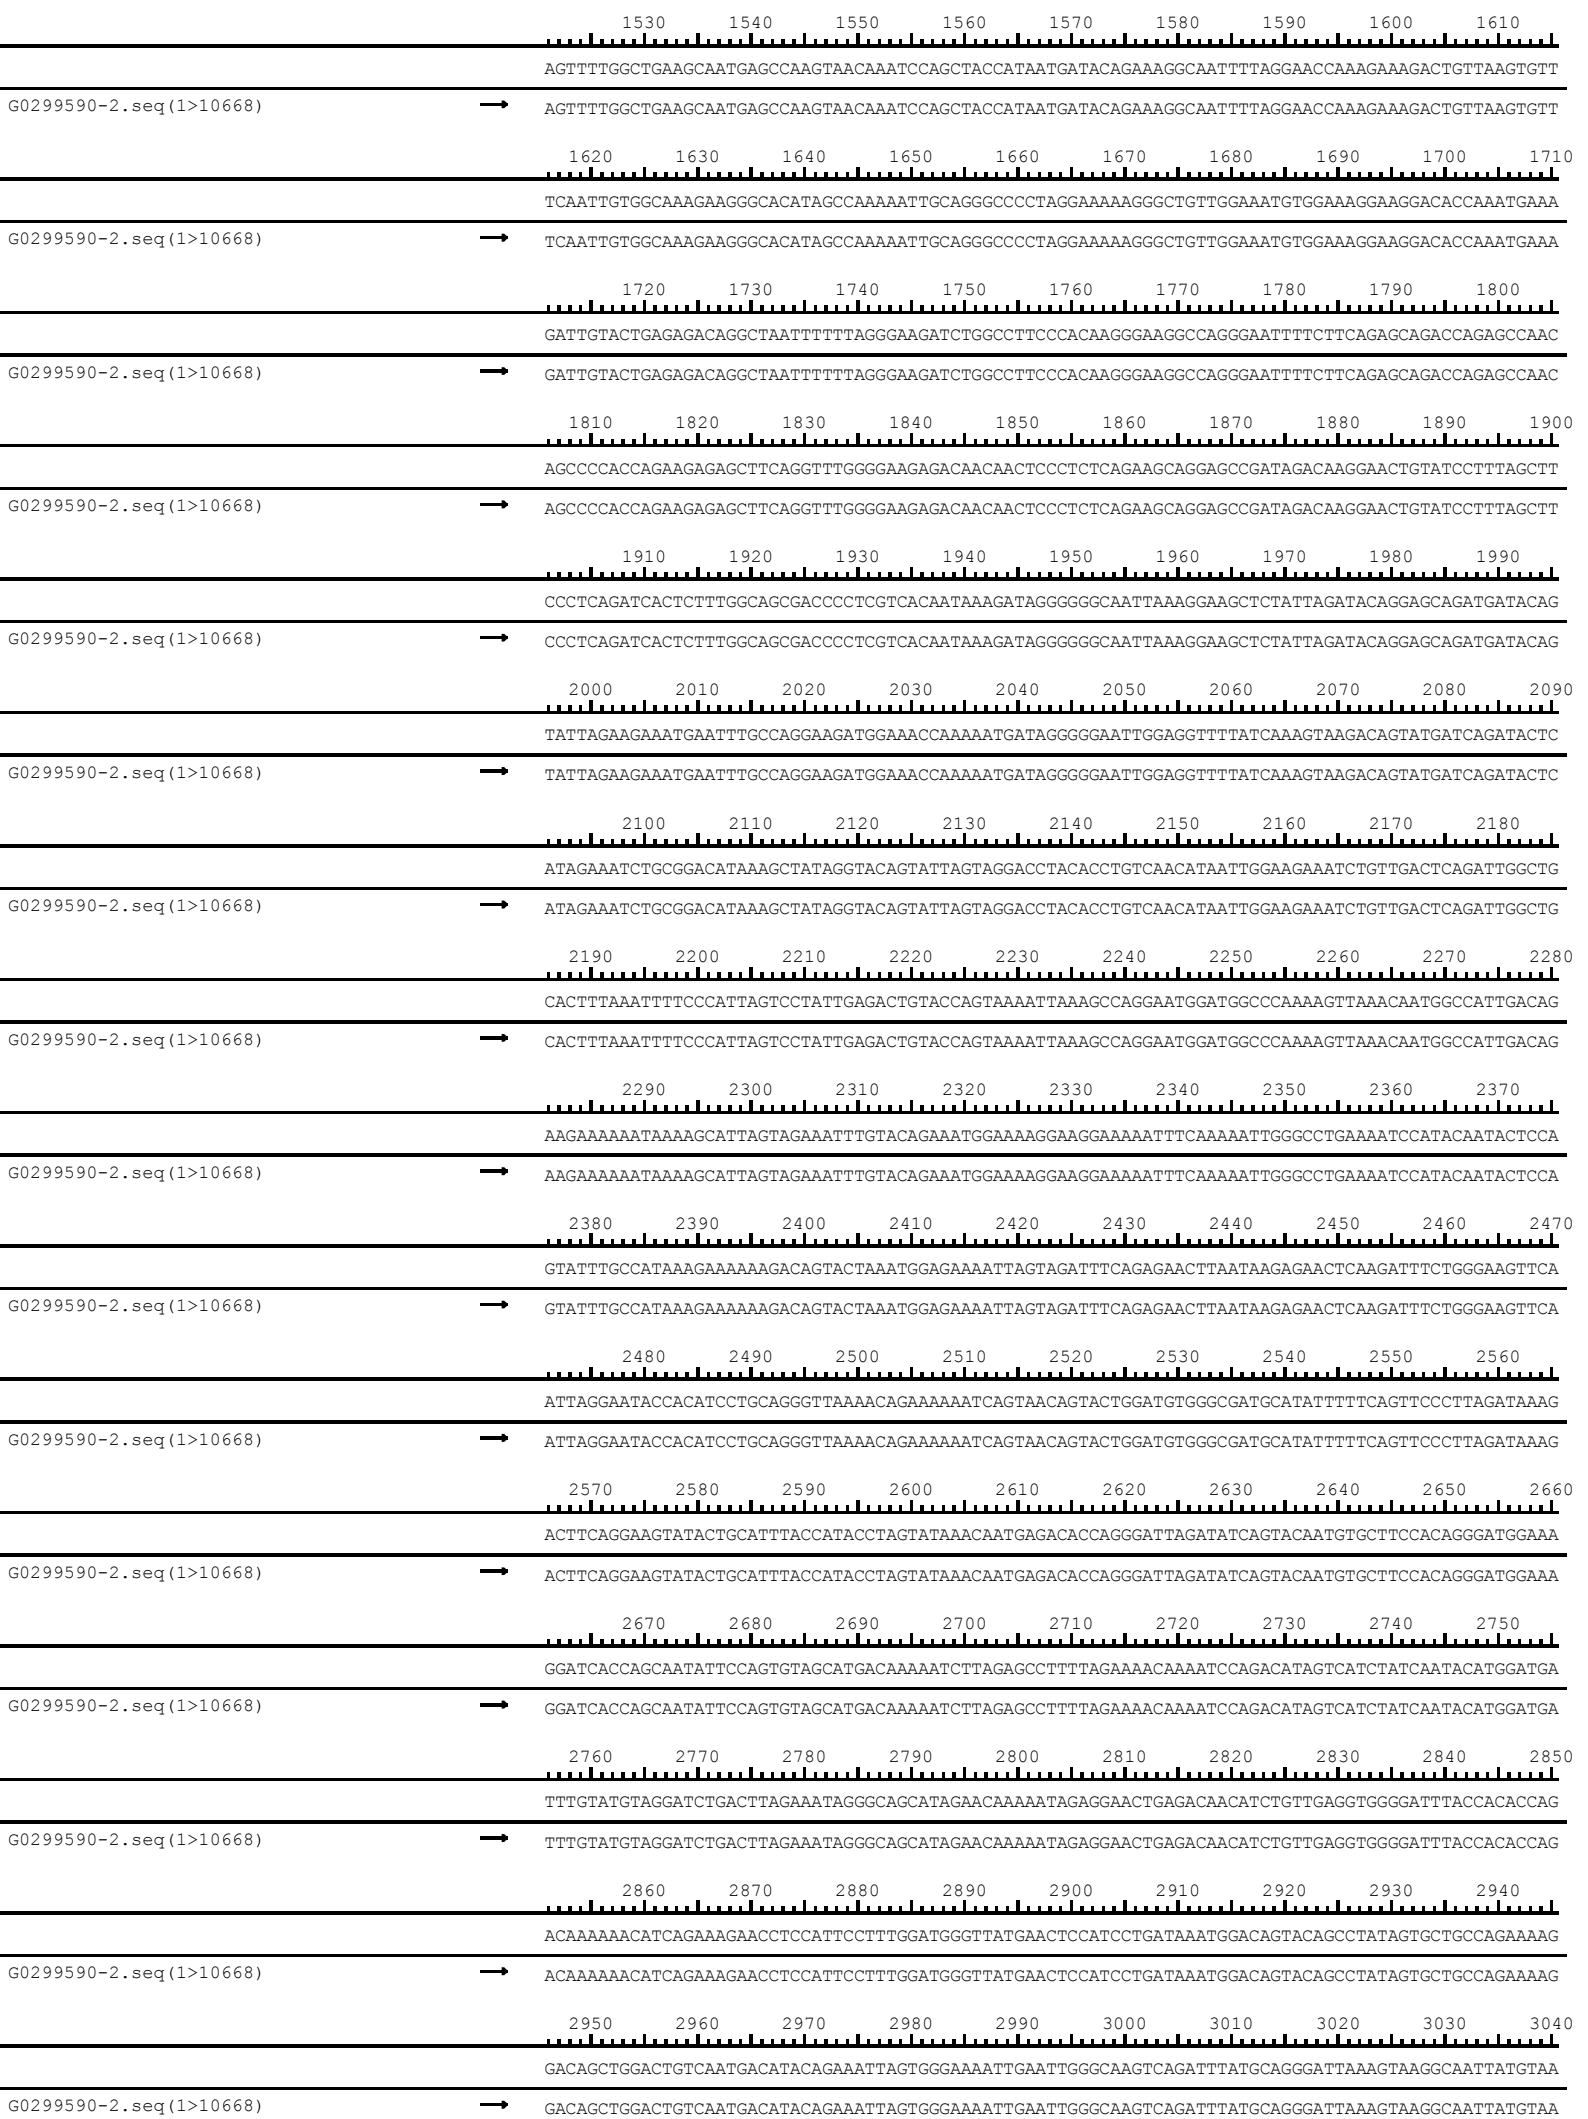 1530 1540 1550 1560 1570 1580 1590 1600 1610
AGTTTTGGCTGAAGCAATGAGCCAAGTAACAAATCCAGCTACCATAATGATACAGAAAGGCAATTTTAGGAACCAAAGAAAGACTGTTAAGTGTT
G0299590-2.seq(1>10668) → AGTTTTGGCTGAAGCAATGAGCCAAGTAACAAATCCAGCTACCATAATGATACAGAAAGGCAATTTTAGGAACCAAAGAAAGACTGTTAAGTGTT
1620 1630 1640 1650 1660 1670 1680 1690 1700 1710
TCAATTGTGGCAAAGAAGGGCACATAGCCAAAAATTGCAGGGCCCCTAGGAAAAAGGGCTGTTGGAAATGTGGAAAGGAAGGACACCAAATGAAA
G0299590-2.seq(1>10668) → TCAATTGTGGCAAAGAAGGGCACATAGCCAAAAATTGCAGGGCCCCTAGGAAAAAGGGCTGTTGGAAATGTGGAAAGGAAGGACACCAAATGAAA
1720 1730 1740 1750 1760 1770 1780 1790 1800
GATTGTACTGAGAGACAGGCTAATTTTTTAGGGAAGATCTGGCCTTCCCACAAGGGAAGGCCAGGGAATTTTCTTCAGAGCAGACCAGAGCCAAC
G0299590-2.seq(1>10668) → GATTGTACTGAGAGACAGGCTAATTTTTTAGGGAAGATCTGGCCTTCCCACAAGGGAAGGCCAGGGAATTTTCTTCAGAGCAGACCAGAGCCAAC
1810 1820 1830 1840 1850 1860 1870 1880 1890 1900
AGCCCCACCAGAAGAGAGCTTCAGGTTTGGGGAAGAGACAACAACTCCCTCTCAGAAGCAGGAGCCGATAGACAAGGAACTGTATCCTTTAGCTT
G0299590-2.seq(1>10668) → AGCCCCACCAGAAGAGAGCTTCAGGTTTGGGGAAGAGACAACAACTCCCTCTCAGAAGCAGGAGCCGATAGACAAGGAACTGTATCCTTTAGCTT
1910 1920 1930 1940 1950 1960 1970 1980 1990
CCCTCAGATCACTCTTTGGCAGCGACCCCTCGTCACAATAAAGATAGGGGGGCAATTAAAGGAAGCTCTATTAGATACAGGAGCAGATGATACAG
G0299590-2.seq(1>10668) → CCCTCAGATCACTCTTTGGCAGCGACCCCTCGTCACAATAAAGATAGGGGGGCAATTAAAGGAAGCTCTATTAGATACAGGAGCAGATGATACAG
2000 2010 2020 2030 2040 2050 2060 2070 2080 2090
TATTAGAAGAAATGAATTTGCCAGGAAGATGGAAACCAAAAATGATAGGGGGAATTGGAGGTTTTATCAAAGTAAGACAGTATGATCAGATACTC
G0299590-2.seq(1>10668) → TATTAGAAGAAATGAATTTGCCAGGAAGATGGAAACCAAAAATGATAGGGGGAATTGGAGGTTTTATCAAAGTAAGACAGTATGATCAGATACTC
2100 2110 2120 2130 2140 2150 2160 2170 2180
ATAGAAATCTGCGGACATAAAGCTATAGGTACAGTATTAGTAGGACCTACACCTGTCAACATAATTGGAAGAAATCTGTTGACTCAGATTGGCTG
G0299590-2.seq(1>10668) → ATAGAAATCTGCGGACATAAAGCTATAGGTACAGTATTAGTAGGACCTACACCTGTCAACATAATTGGAAGAAATCTGTTGACTCAGATTGGCTG
2190 2200 2210 2220 2230 2240 2250 2260 2270 2280
CACTTTAAATTTTCCCATTAGTCCTATTGAGACTGTACCAGTAAAATTAAAGCCAGGAATGGATGGCCCAAAAGTTAAACAATGGCCATTGACAG
G0299590-2.seq(1>10668) → CACTTTAAATTTTCCCATTAGTCCTATTGAGACTGTACCAGTAAAATTAAAGCCAGGAATGGATGGCCCAAAAGTTAAACAATGGCCATTGACAG
2290 2300 2310 2320 2330 2340 2350 2360 2370
AAGAAAAAATAAAAGCATTAGTAGAAATTTGTACAGAAATGGAAAAGGAAGGAAAAATTTCAAAAATTGGGCCTGAAAATCCATACAATACTCCA
G0299590-2.seq(1>10668) → AAGAAAAAATAAAAGCATTAGTAGAAATTTGTACAGAAATGGAAAAGGAAGGAAAAATTTCAAAAATTGGGCCTGAAAATCCATACAATACTCCA
2380 2390 2400 2410 2420 2430 2440 2450 2460 2470
GTATTTGCCATAAAGAAAAAAGACAGTACTAAATGGAGAAAATTAGTAGATTTCAGAGAACTTAATAAGAGAACTCAAGATTTCTGGGAAGTTCA
G0299590-2.seq(1>10668) → GTATTTGCCATAAAGAAAAAAGACAGTACTAAATGGAGAAAATTAGTAGATTTCAGAGAACTTAATAAGAGAACTCAAGATTTCTGGGAAGTTCA
2480 2490 2500 2510 2520 2530 2540 2550 2560
ATTAGGAATACCACATCCTGCAGGGTTAAAACAGAAAAAATCAGTAACAGTACTGGATGTGGGCGATGCATATTTTTCAGTTCCCTTAGATAAAG
G0299590-2.seq(1>10668) → ATTAGGAATACCACATCCTGCAGGGTTAAAACAGAAAAAATCAGTAACAGTACTGGATGTGGGCGATGCATATTTTTCAGTTCCCTTAGATAAAG
2570 2580 2590 2600 2610 2620 2630 2640 2650 2660
ACTTCAGGAAGTATACTGCATTTACCATACCTAGTATAAACAATGAGACACCAGGGATTAGATATCAGTACAATGTGCTTCCACAGGGATGGAAA
G0299590-2.seq(1>10668) → ACTTCAGGAAGTATACTGCATTTACCATACCTAGTATAAACAATGAGACACCAGGGATTAGATATCAGTACAATGTGCTTCCACAGGGATGGAAA
2670 2680 2690 2700 2710 2720 2730 2740 2750
GGATCACCAGCAATATTCCAGTGTAGCATGACAAAAATCTTAGAGCCTTTTAGAAAACAAAATCCAGACATAGTCATCTATCAATACATGGATGA
G0299590-2.seq(1>10668) → GGATCACCAGCAATATTCCAGTGTAGCATGACAAAAATCTTAGAGCCTTTTAGAAAACAAAATCCAGACATAGTCATCTATCAATACATGGATGA
2760 2770 2780 2790 2800 2810 2820 2830 2840 2850
TTTGTATGTAGGATCTGACTTAGAAATAGGGCAGCATAGAACAAAAATAGAGGAACTGAGACAACATCTGTTGAGGTGGGGATTTACCACACCAG
G0299590-2.seq(1>10668) → TTTGTATGTAGGATCTGACTTAGAAATAGGGCAGCATAGAACAAAAATAGAGGAACTGAGACAACATCTGTTGAGGTGGGGATTTACCACACCAG
2860 2870 2880 2890 2900 2910 2920 2930 2940
ACAAAAAACATCAGAAAGAACCTCCATTCCTTTGGATGGGTTATGAACTCCATCCTGATAAATGGACAGTACAGCCTATAGTGCTGCCAGAAAAG
G0299590-2.seq(1>10668) → ACAAAAAACATCAGAAAGAACCTCCATTCCTTTGGATGGGTTATGAACTCCATCCTGATAAATGGACAGTACAGCCTATAGTGCTGCCAGAAAAG
2950 2960 2970 2980 2990 3000 3010 3020 3030 3040
GACAGCTGGACTGTCAATGACATACAGAAATTAGTGGGAAAATTGAATTGGGCAAGTCAGATTTATGCAGGGATTAAAGTAAGGCAATTATGTAA
G0299590-2.seq(1>10668) → GACAGCTGGACTGTCAATGACATACAGAAATTAGTGGGAAAATTGAATTGGGCAAGTCAGATTTATGCAGGGATTAAAGTAAGGCAATTATGTAA